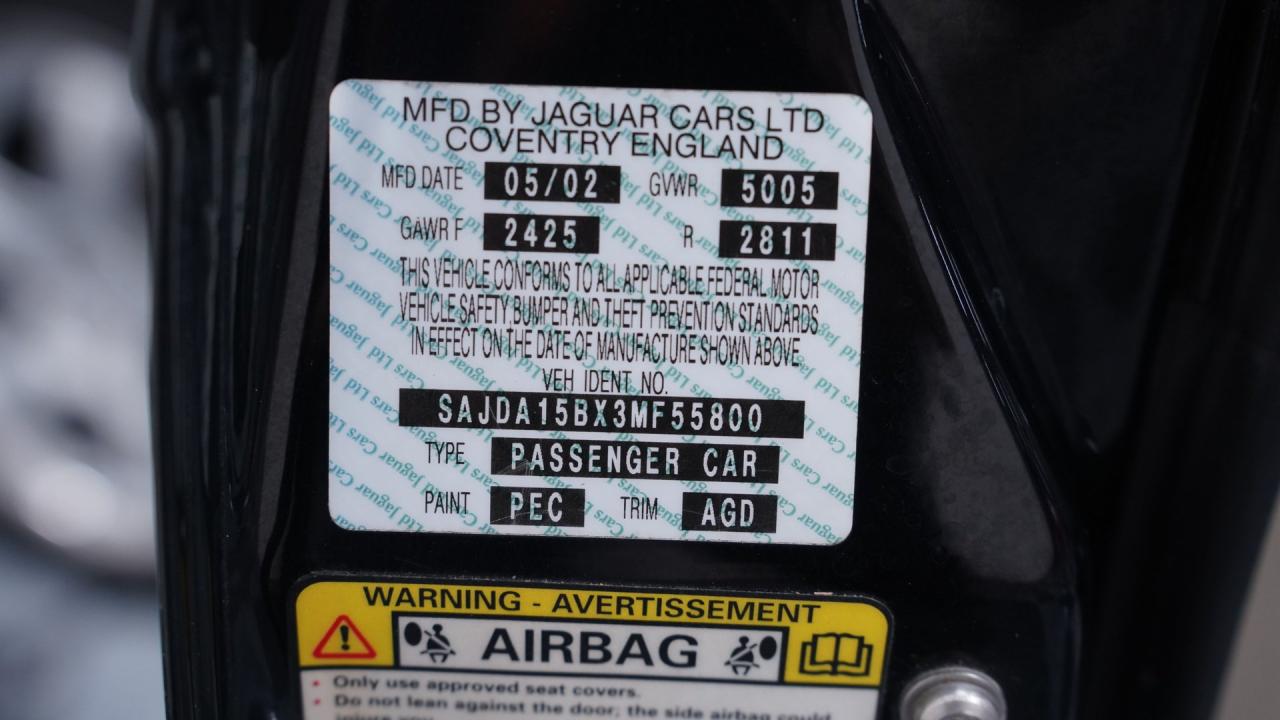 MFD BY JAGUAR CARS LTD
COVENTRY ENGLAND
MFD DATE 05/02 GVWR 5005
GAWR F 2425 R 2811
THIS VEHICLE CONFORMS TO ALL APPLICABLE FEDERAL MOTOR
VEHICLE SAFETY BUMPER AND THEFT PREVENTION STANDARDS
IN EFFECT ON THE DATE OF MANUFACTURE SHOWN ABOVE
VEH IDENT NO.
SAJDA15BX3MF55800
TYPE PASSENGER CAR
PAINT PEC TRIM AGD
WARNING - AVERTISSEMENT
AIRBAG
• Only use approved seat covers.
• Do not lean against the door; the side airbag could
injure you